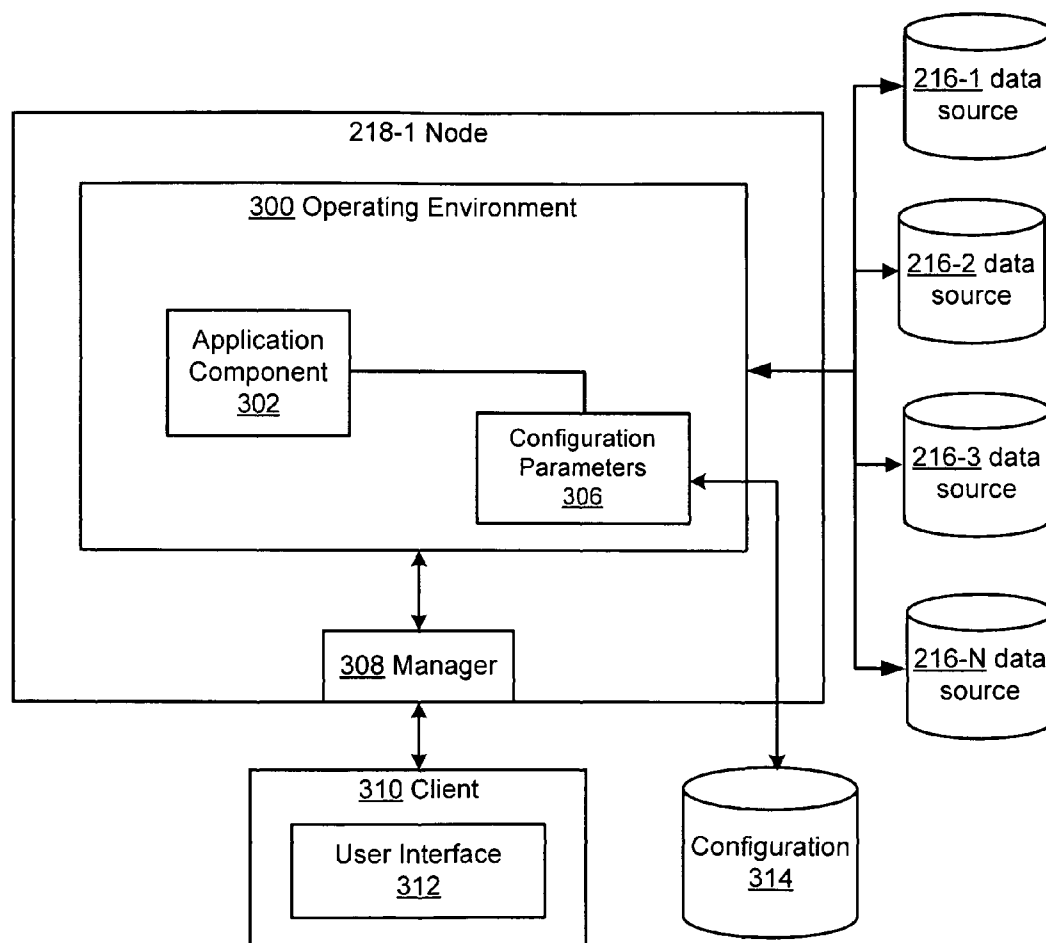 218-1 Node
300 Operating Environment
Application
Component
302
Configuration
Parameters
306
308 Manager
310 Client
User Interface
312
Configuration
314
216-1 data
source
216-2 data
source
216-3 data
source
216-N data
source